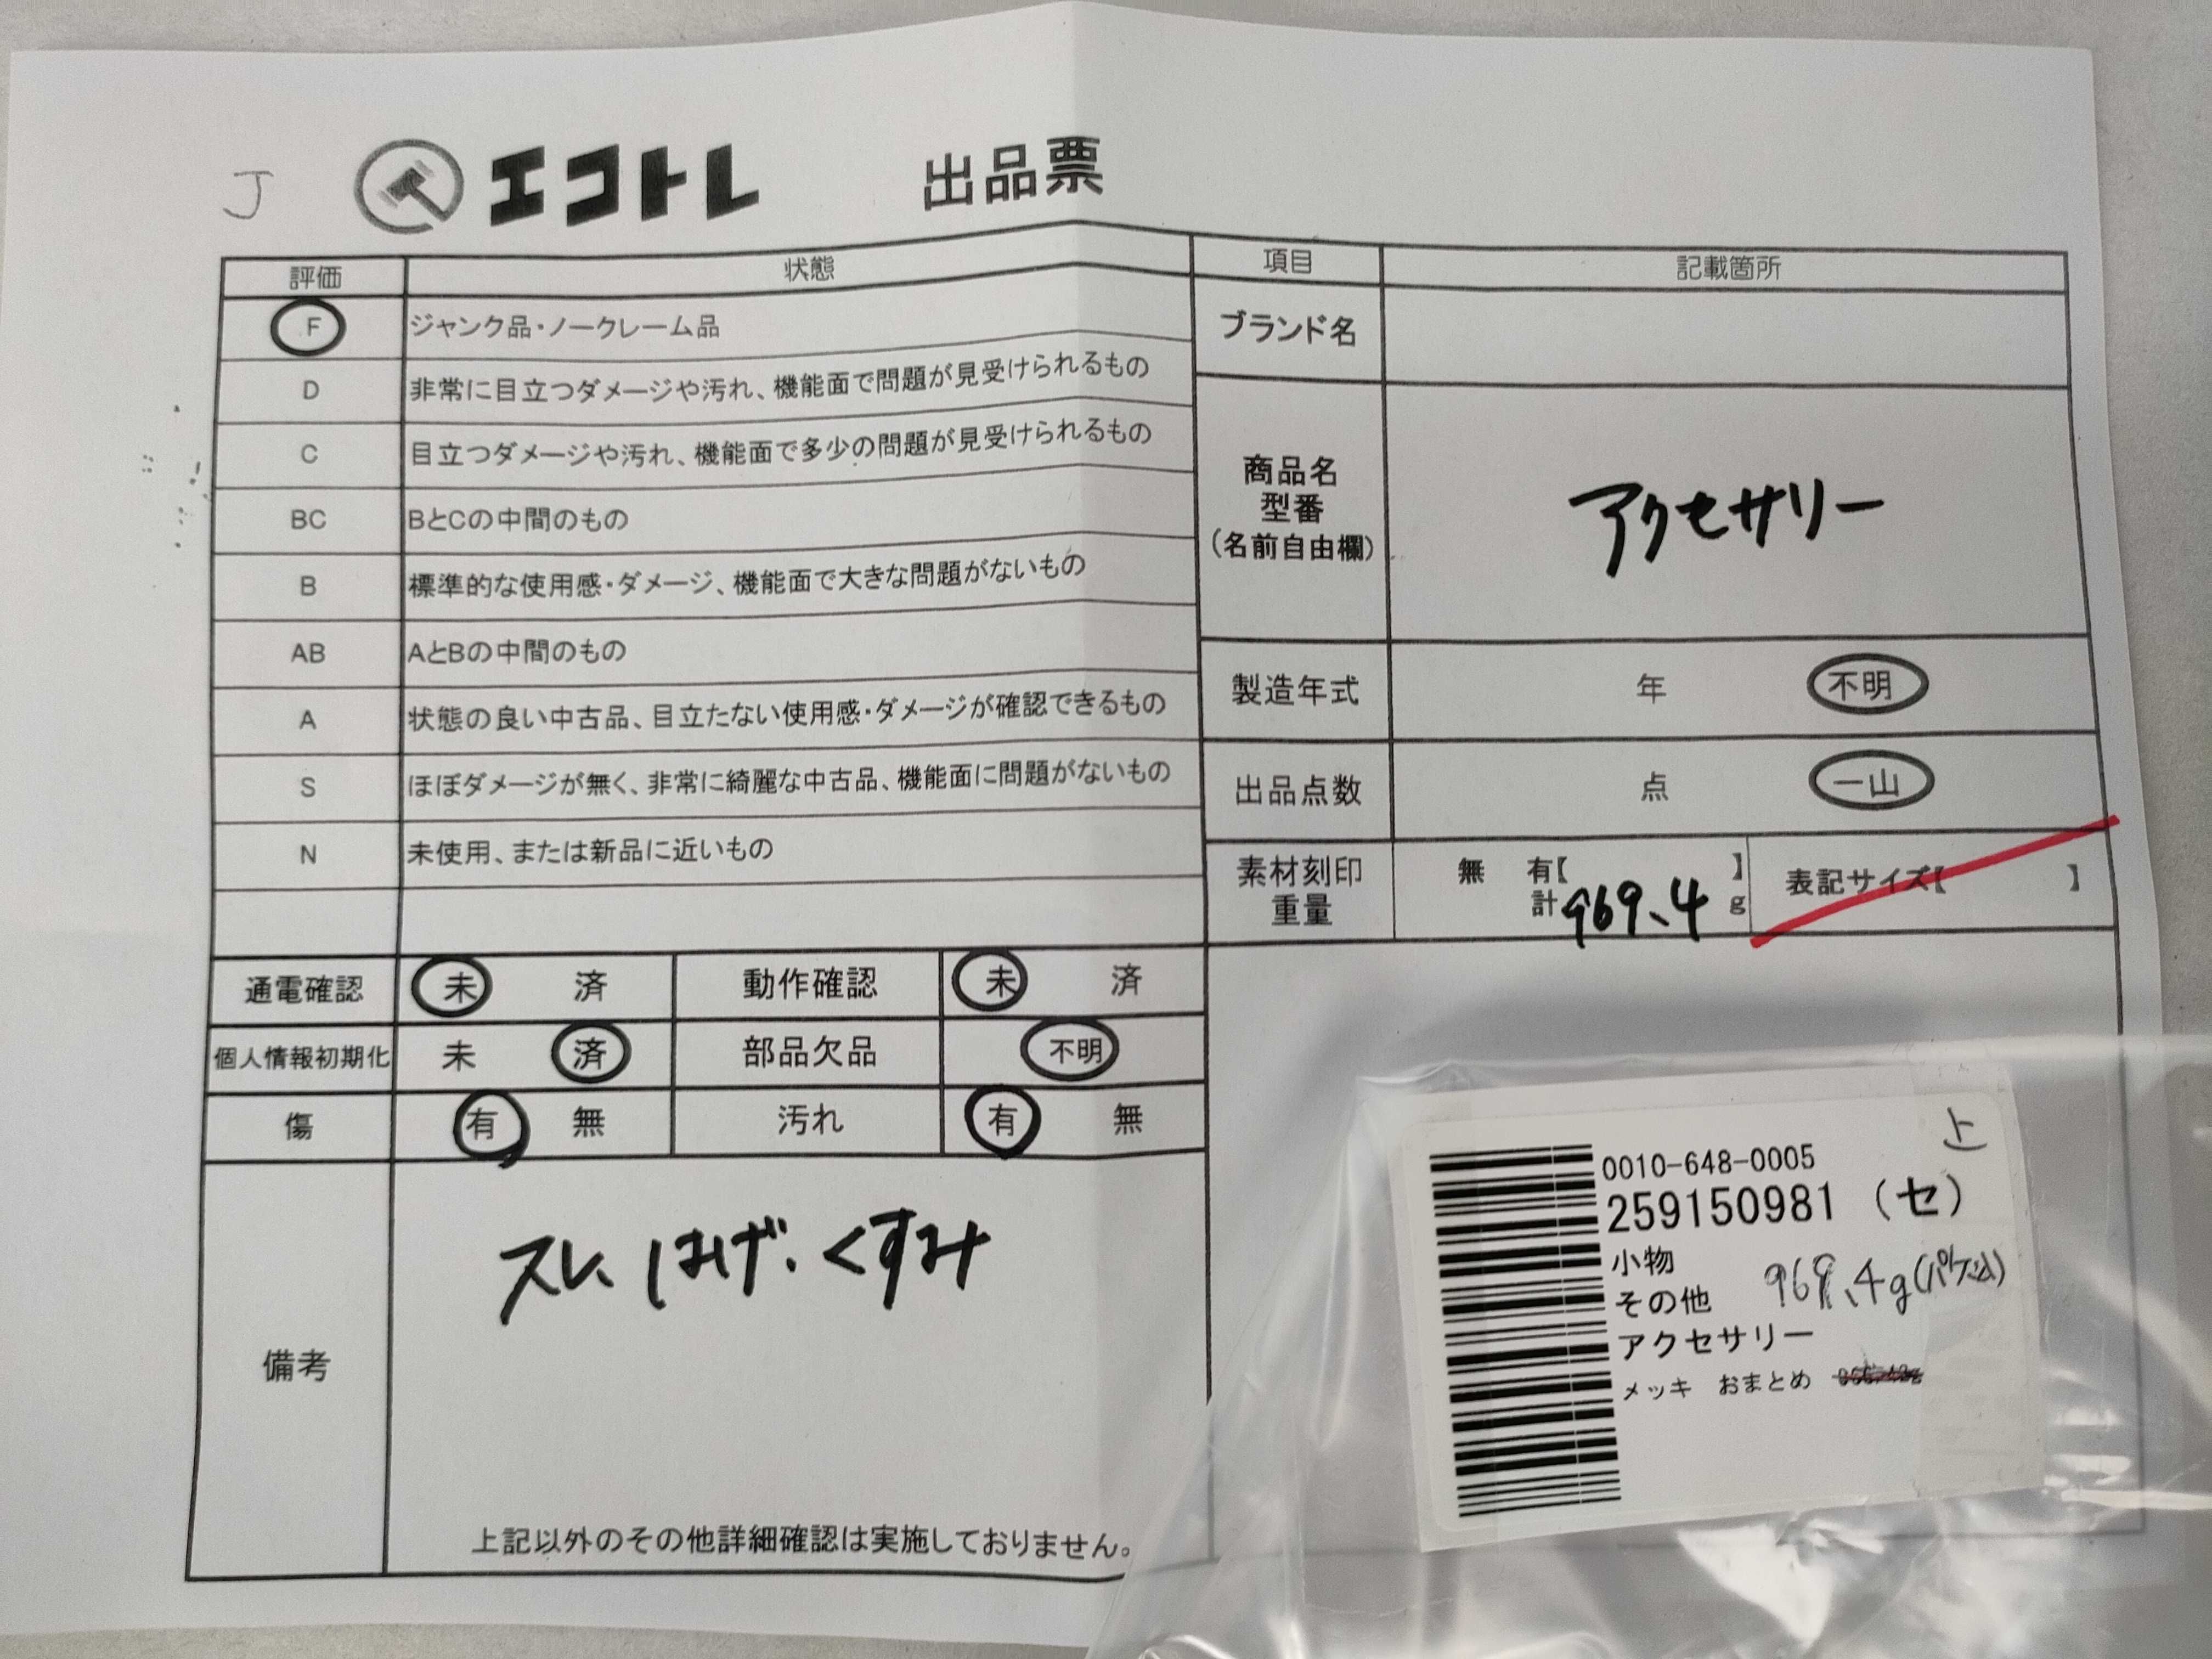 J
エコトレ 出品票
評価 状態
F ジャンク品・ノークレーム品
D 非常に目立つダメージや汚れ、機能面で問題が見受けられるもの
C 目立つダメージや汚れ、機能面で多少の問題が見受けられるもの
BC BとCの中間のもの
B 標準的な使用感・ダメージ、機能面で大きな問題がないもの
AB AとBの中間のもの
A 状態の良い中古品、目立たない使用感・ダメージが確認できるもの
S ほぼダメージが無く、非常に綺麗な中古品、機能面に問題がないもの
N 未使用、または新品に近いもの
通電確認 未 済 動作確認 未 済
個人情報初期化 未 済 部品欠品 不明
傷 有 無 汚れ 有 無
備考
スレ、はげ、くすみ
上記以外のその他詳細確認は実施しておりません。
項目 記載箇所
ブランド名
商品名
型番
(名前自由欄)
アクセサリー
製造年式 年 不明
出品点数 点 一山
素材刻印
重量
無 有【 】
計 969.4 g
表記サイズ【 】
上
0010-648-0005
259150981 (セ)
小物
その他 969.4g(パケ込)
アクセサリー
メッキ おまとめ